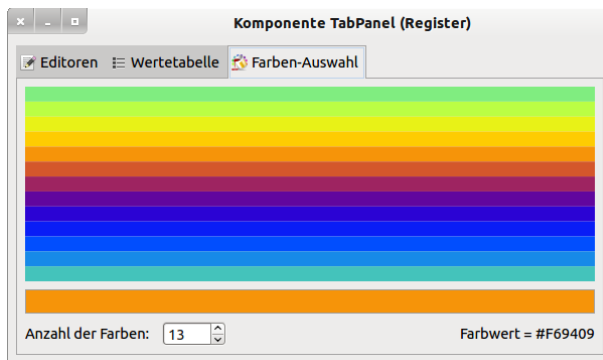 Komponente TabPanel (Register)
Editoren Wertetabelle Farben-Auswahl
Anzahl der Farben: 13 Farbwert = #F69409